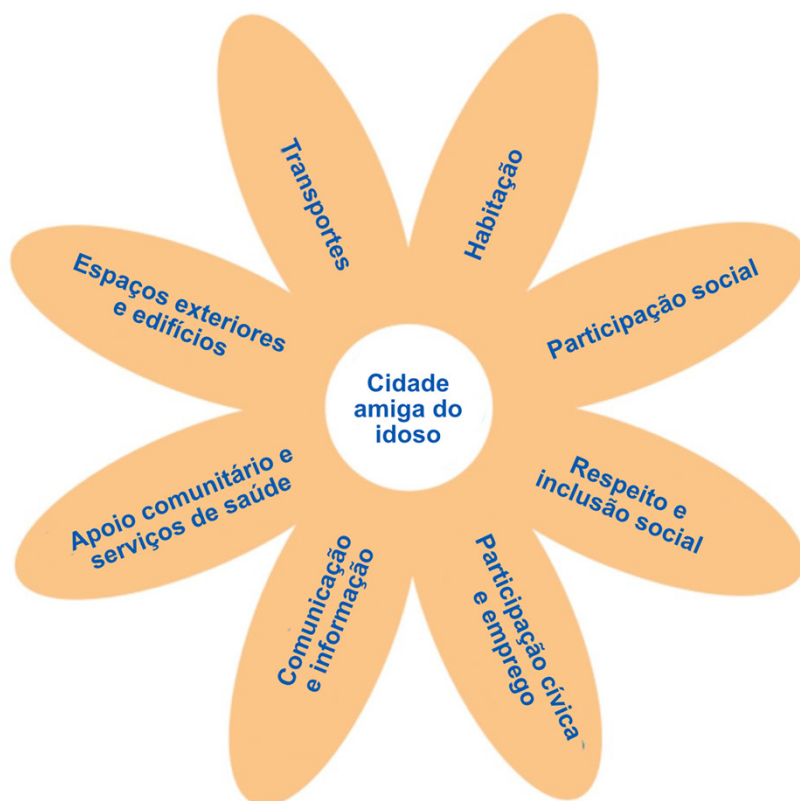 Transportes
Habitação
Participação social
Respeito e
inclusão social
Participação cívica
e emprego
Comunicação
e informação
Apoio comunitário e
serviços de saúde
Espaços exteriores
e edifícios
Cidade
amiga do
idoso